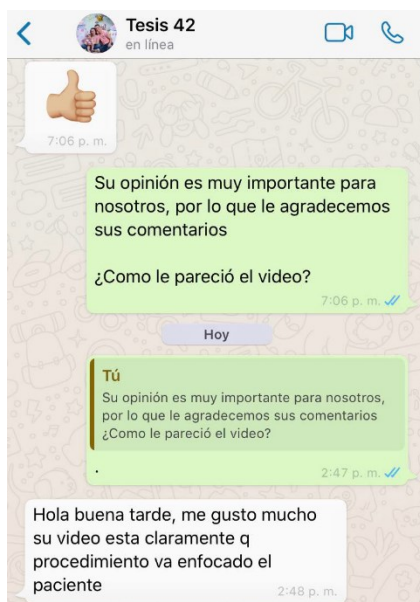 Tesis 42
en línea
7:06 p. m.
Su opinión es muy importante para
nosotros, por lo que le agradecemos
sus comentarios
¿Como le pareció el video?
7:06 p. m.
Hoy
Tú
Su opinión es muy importante para nosotros,
por lo que le agradecemos sus comentarios
¿Como le pareció el video?
.
2:47 p. m.
Hola buena tarde, me gusto mucho
su video esta claramente q
procedimiento va enfocado el
paciente
2:48 p. m.